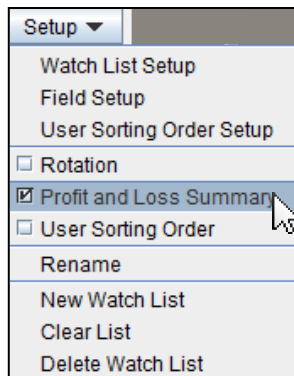 Setup
Watch List Setup
Field Setup
User Sorting Order Setup
Rotation
Profit and Loss Summary
User Sorting Order
Rename
New Watch List
Clear List
Delete Watch List